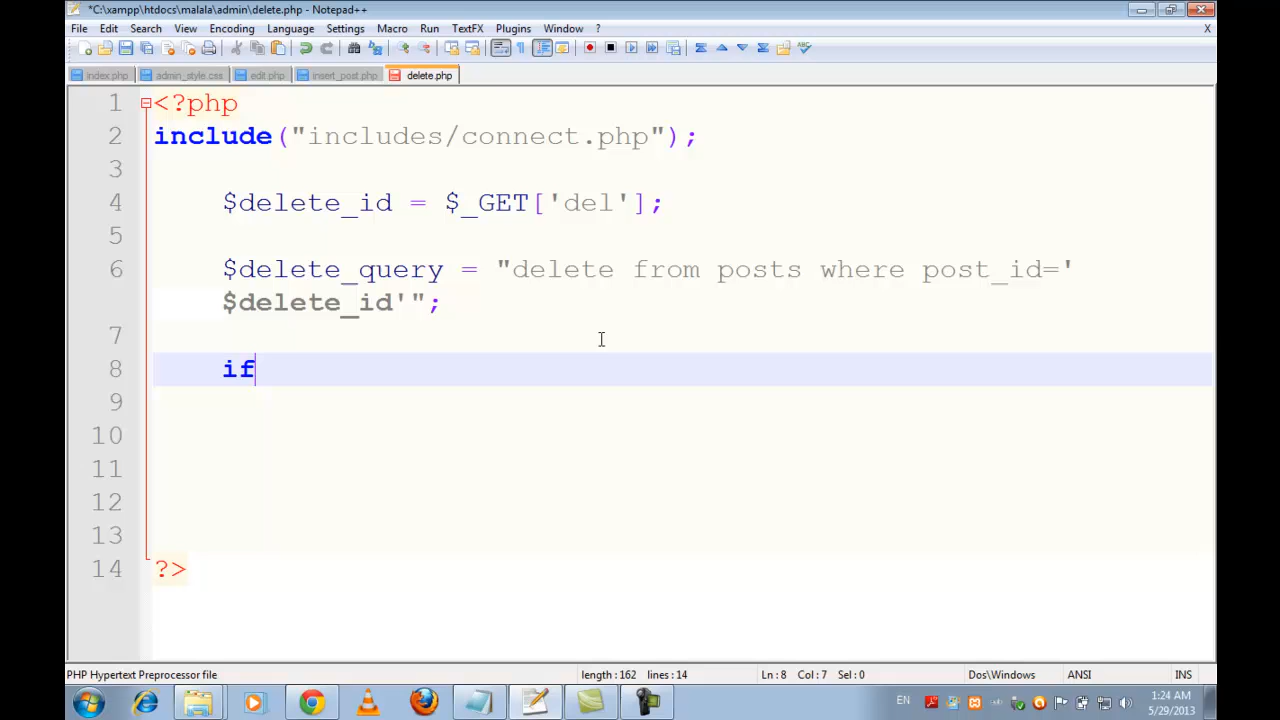 *C:\xampp\htdocs\malala\admin\delete.php - Notepad++
File Edit Search View Encoding Language Settings Macro Run TextFX Plugins Window ? X
index.php admin_style.css edit.php insert_post.php delete.php
1 <?php
2 include("includes/connect.php");
3
4 $delete_id = $_GET['del'];
5
6 $delete_query = "delete from posts where post_id='
$delete_id'";
7
8 if
9
10
11
12
13
14 ?>
PHP Hypertext Preprocessor file length : 162 lines : 14 Ln : 8 Col : 7 Sel : 0 Dos\Windows ANSI INS
EN 1:24 AM
5/29/2013